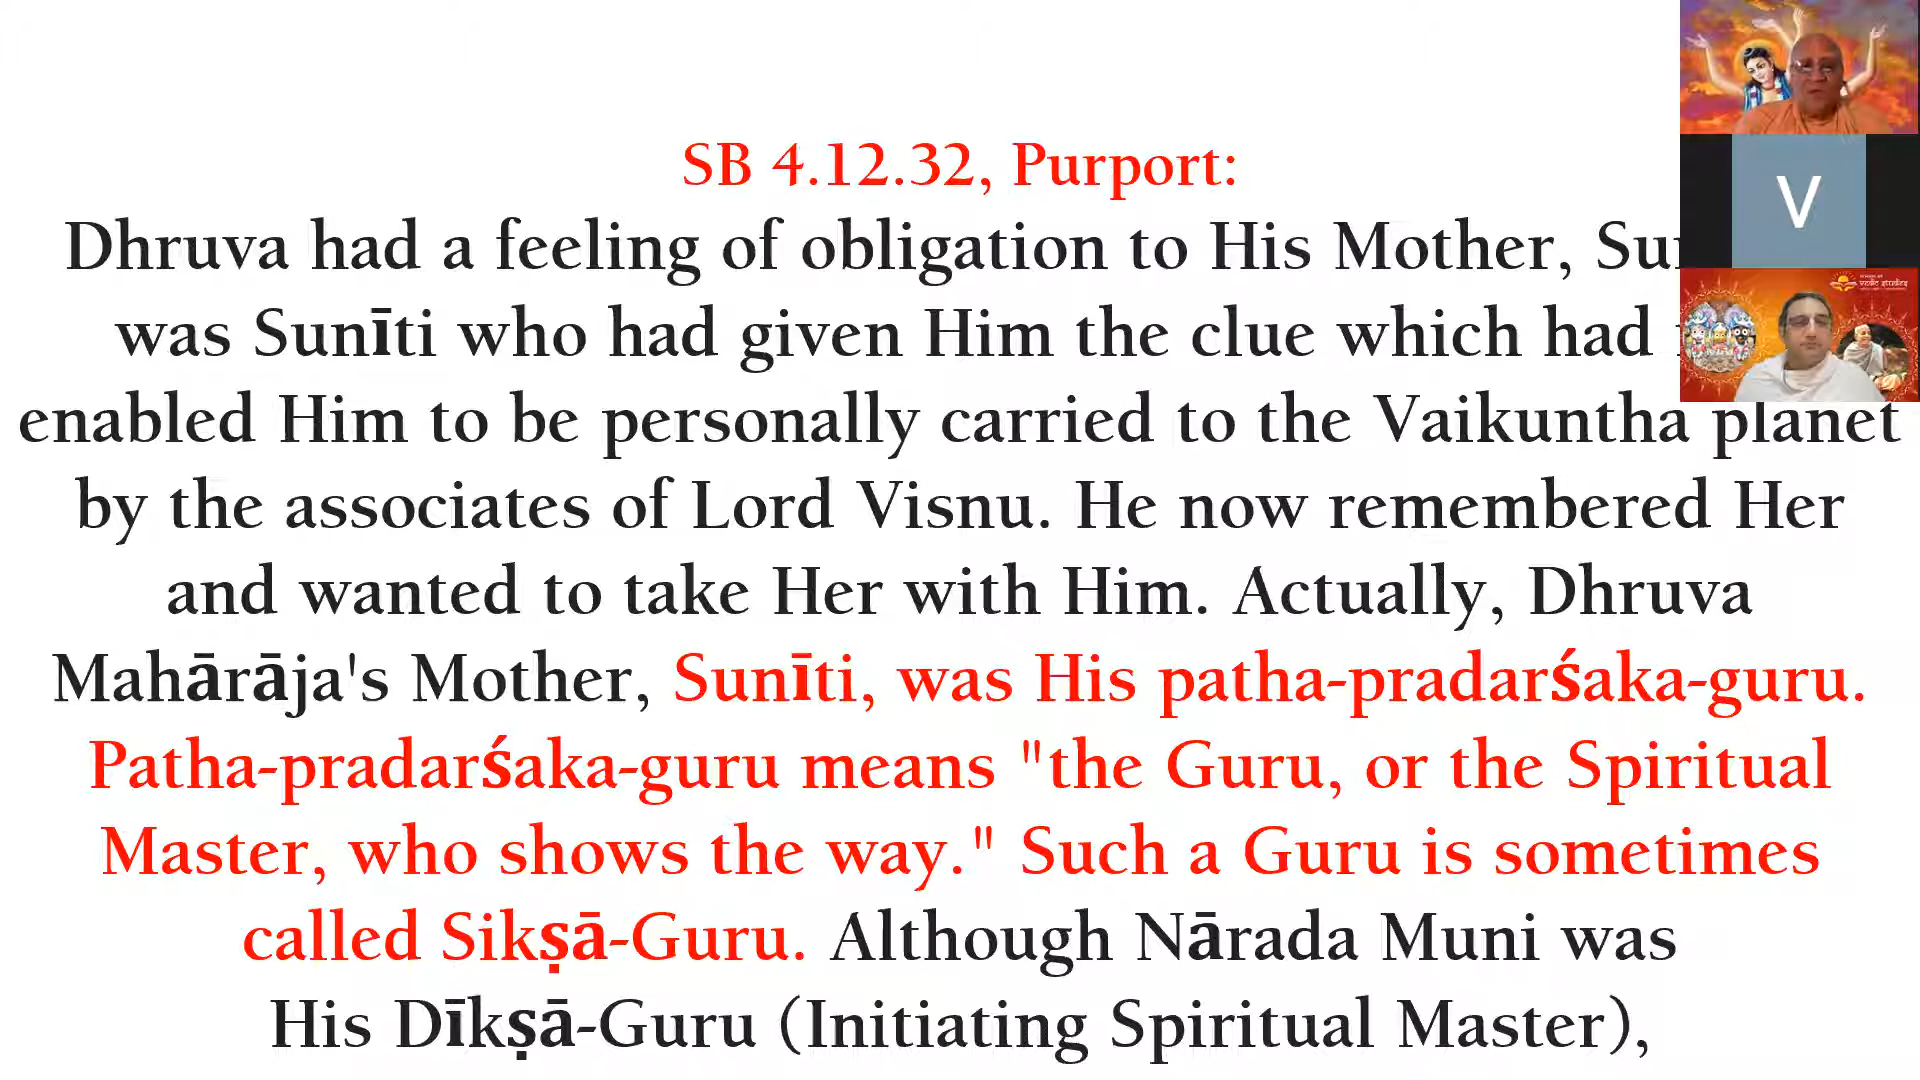 SB 4.12.32, Purport:
Dhruva had a feeling of obligation to His Mother,
was Sunīti who had given Him the clue which had
enabled Him to be personally carried to the Vaikuntha planet
by the associates of Lord Visnu. He now remembered Her
and wanted to take Her with Him. Actually, Dhruva
Mahārāja's Mother, Sunīti, was His patha-pradarśaka-guru.
Patha-pradarśaka-guru means "the Guru, or the Spiritual
Master, who shows the way." Such a Guru is sometimes
called Sikṣā-Guru. Although Nārada Muni was
His Dīkṣā-Guru (Initiating Spiritual Master),
V
vedic studies